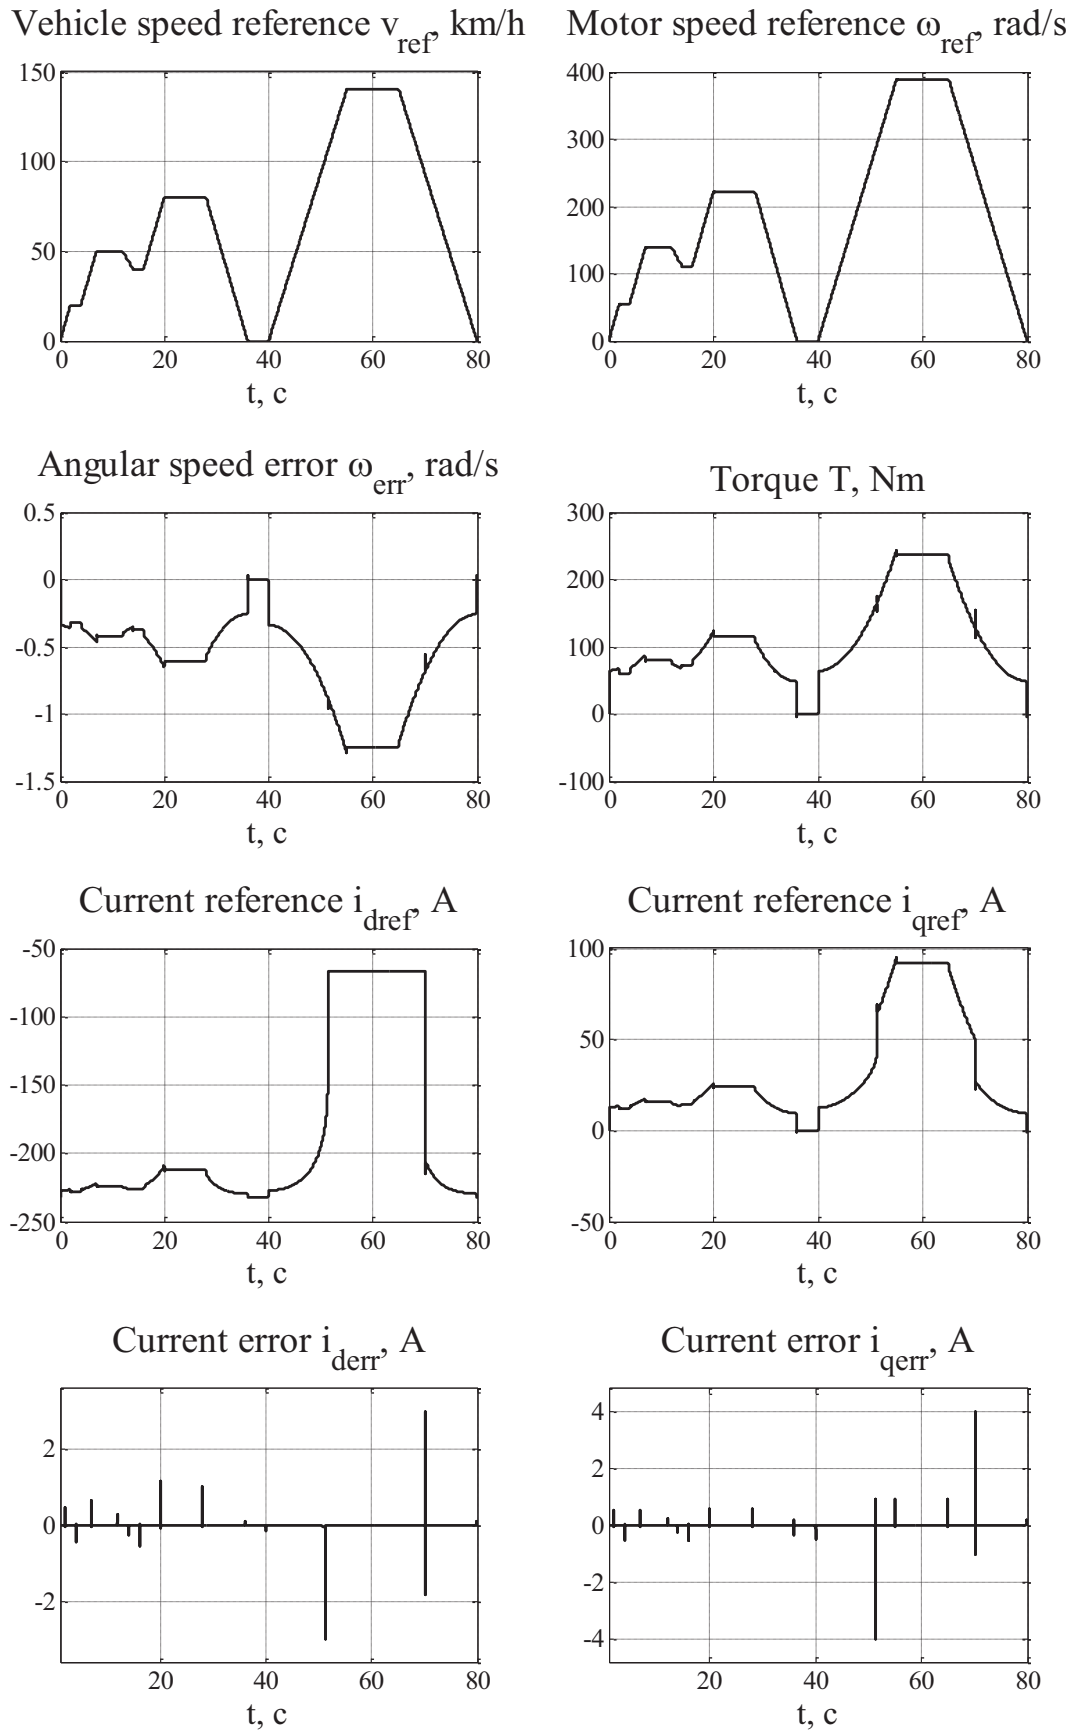 Vehicle speed reference v_ref, km/h
150
100
50
0
0 20 40 60 80
t, c
Motor speed reference ω_ref, rad/s
400
300
200
100
0
0 20 40 60 80
t, c
Angular speed error ω_err, rad/s
0.5
0
-0.5
-1
-1.5
0 20 40 60 80
t, c
Torque T, Nm
300
200
100
0
-100
0 20 40 60 80
t, c
Current reference i_dref, A
-50
-100
-150
-200
-250
0 20 40 60 80
t, c
Current reference i_qref, A
100
50
0
-50
0 20 40 60 80
t, c
Current error i_derr, A
2
0
-2
20 40 60 80
t, c
Current error i_qerr, A
4
2
0
-2
-4
20 40 60 80
t, c